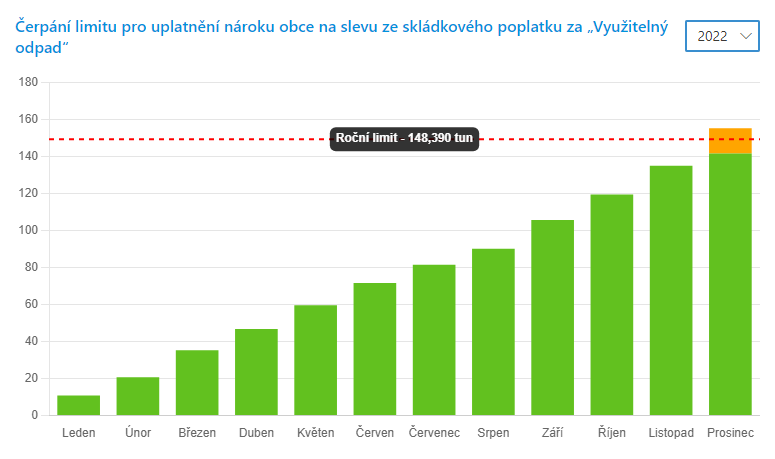 Čerpání limitu pro uplatnění nároku obce na slevu ze skládkového poplatku za „Využitelný
odpad“
2022
180
160
Roční limit - 148,390 tun
140
120
100
80
60
40
20
0
Leden Únor Březen Duben Květen Červen Červenec Srpen Září Říjen Listopad Prosinec